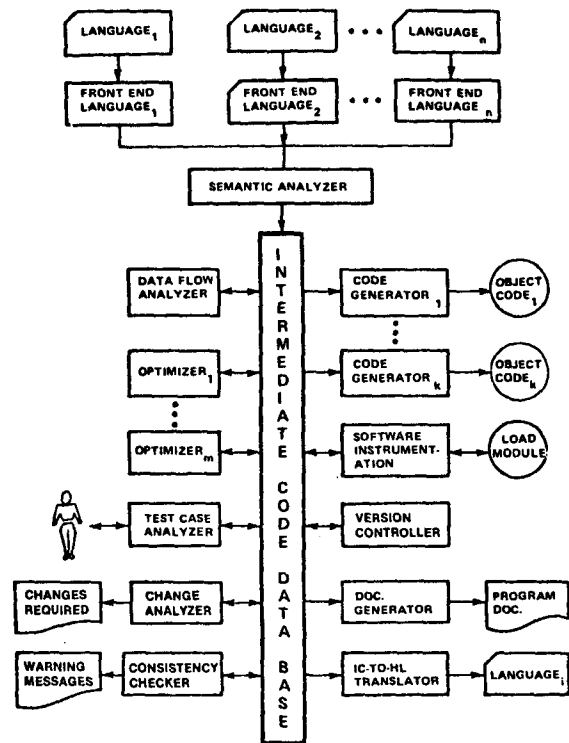 LANGUAGE1
LANGUAGE2 • • • LANGUAGEn
FRONT END
LANGUAGE1
FRONT END
LANGUAGE2
• • •
FRONT END
LANGUAGEn
SEMANTIC ANALYZER
INTERMEDIATE CODE DATA BASE
DATA FLOW
ANALYZER
CODE
GENERATOR1
OBJECT
CODE1
OPTIMIZER1
CODE
GENERATORk
OBJECT
CODEk
OPTIMIZERm
SOFTWARE
INSTRUMENT-
ATION
LOAD
MODULE
TEST CASE
ANALYZER
VERSION
CONTROLLER
CHANGES
REQUIRED
CHANGE
ANALYZER
DOC.
GENERATOR
PROGRAM
DOC.
WARNING
MESSAGES
CONSISTENCY
CHECKER
IC-TO-HL
TRANSLATOR
LANGUAGEi